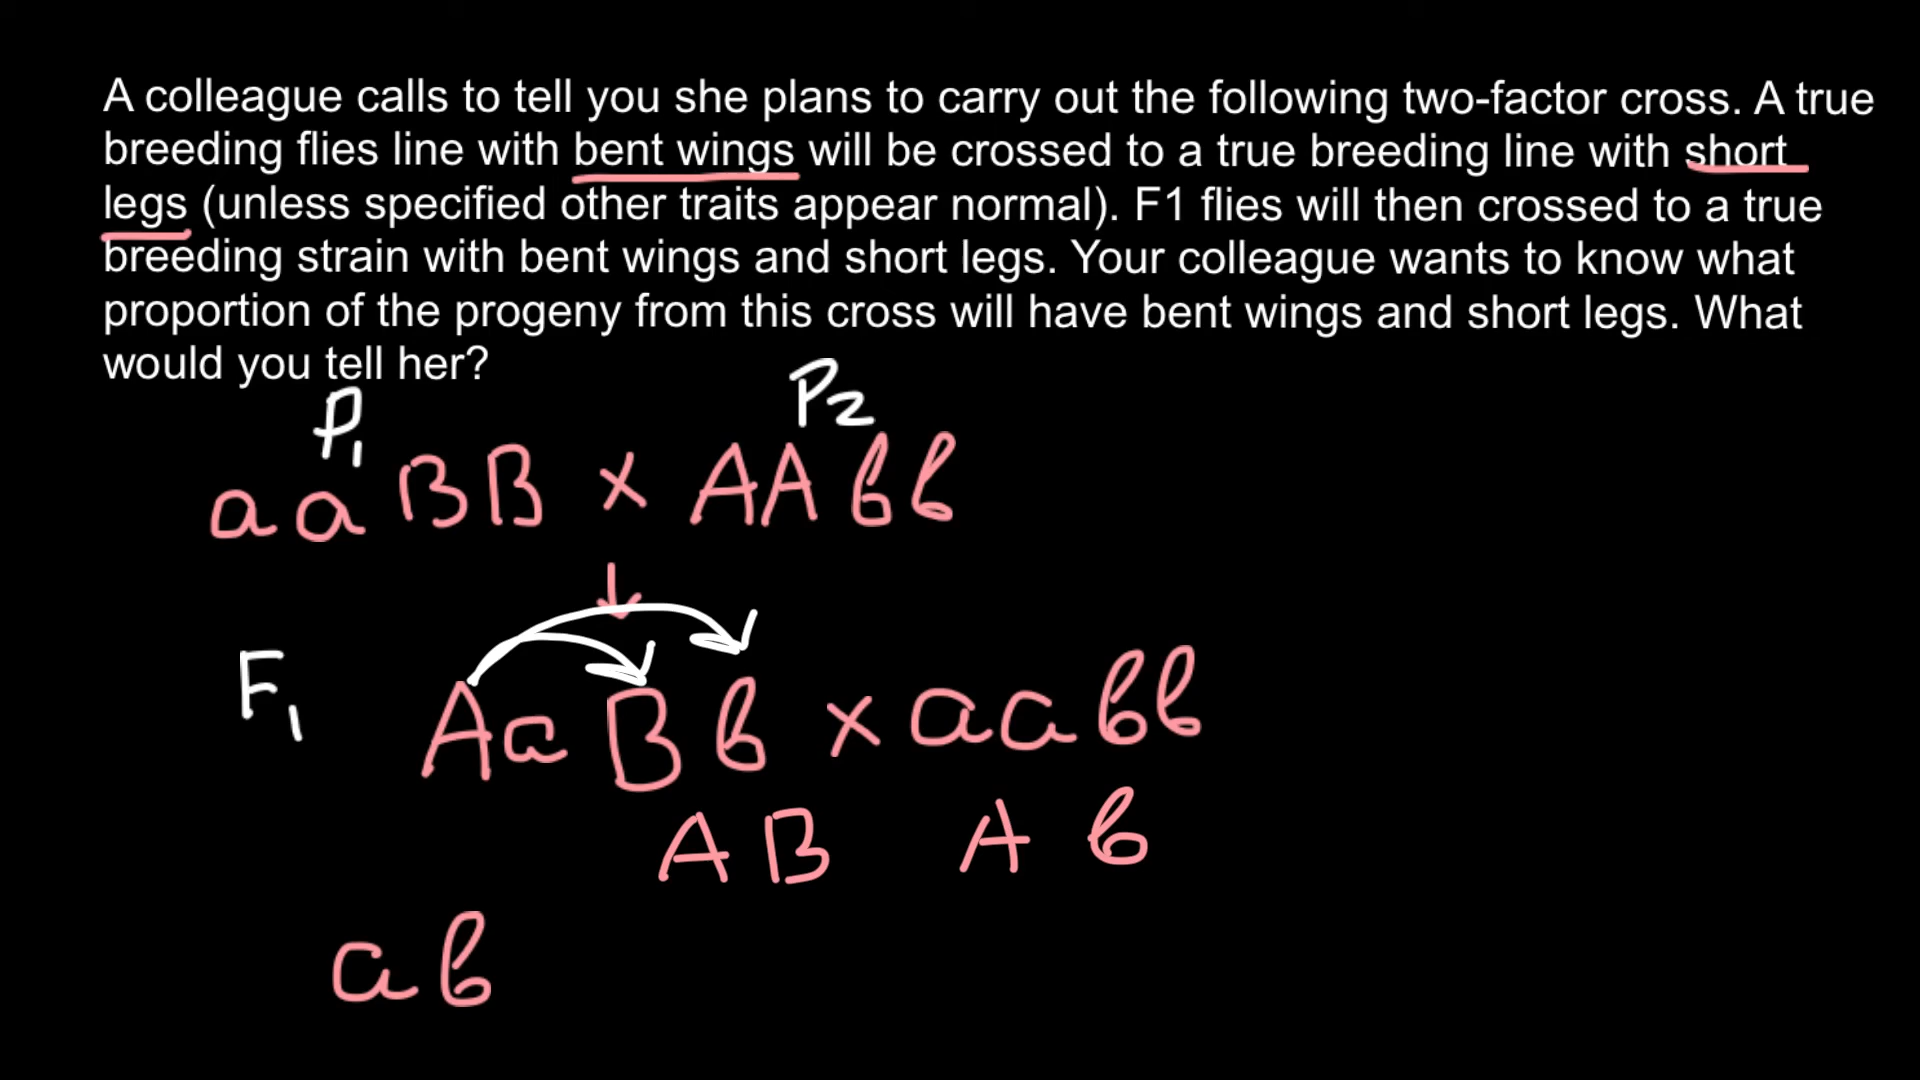 A colleague calls to tell you she plans to carry out the following two-factor cross. A true
breeding flies line with bent wings will be crossed to a true breeding line with short
legs (unless specified other traits appear normal). F1 flies will then crossed to a true
breeding strain with bent wings and short legs. Your colleague wants to know what
proportion of the progeny from this cross will have bent wings and short legs. What
would you tell her?
P1 P2
aaBB × AAbb
F1 AaBb × aabb
AB Ab
ab